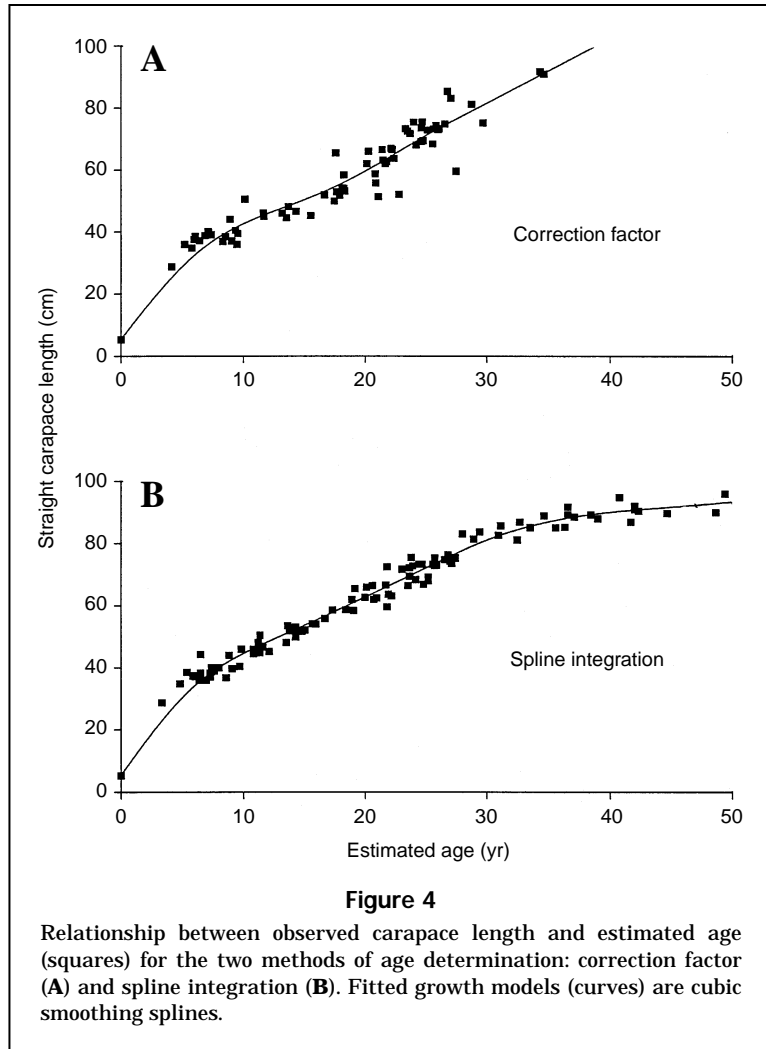 A
100
80
60
40
20
0
Correction factor
0 10 20 30 40 50
Straight carapace length (cm)
B
100
80
60
40
20
0
Spline integration
0 10 20 30 40 50
Estimated age (yr)
Figure 4
Relationship between observed carapace length and estimated age
(squares) for the two methods of age determination: correction factor
(A) and spline integration (B). Fitted growth models (curves) are cubic
smoothing splines.